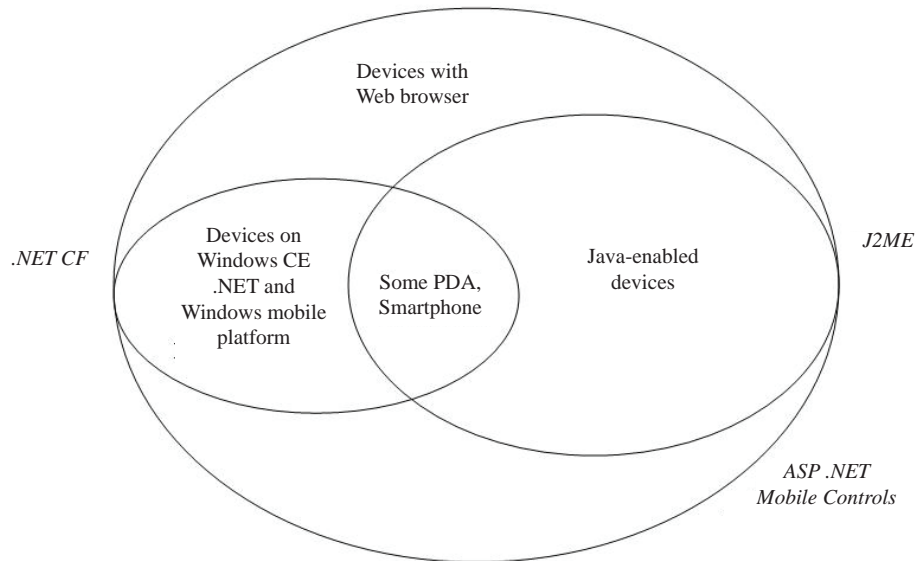 Devices with
Web browser
.NET CF
Devices on
Windows CE
.NET and
Windows mobile
platform
Some PDA,
Smartphone
Java-enabled
devices
J2ME
ASP .NET
Mobile Controls